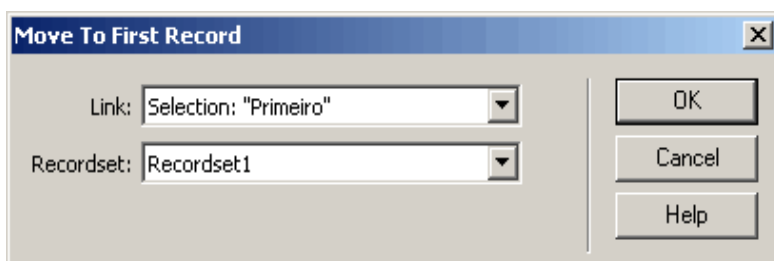 Move To First Record
Link: Selection: "Primeiro"
OK
Recordset: Recordset1
Cancel
Help